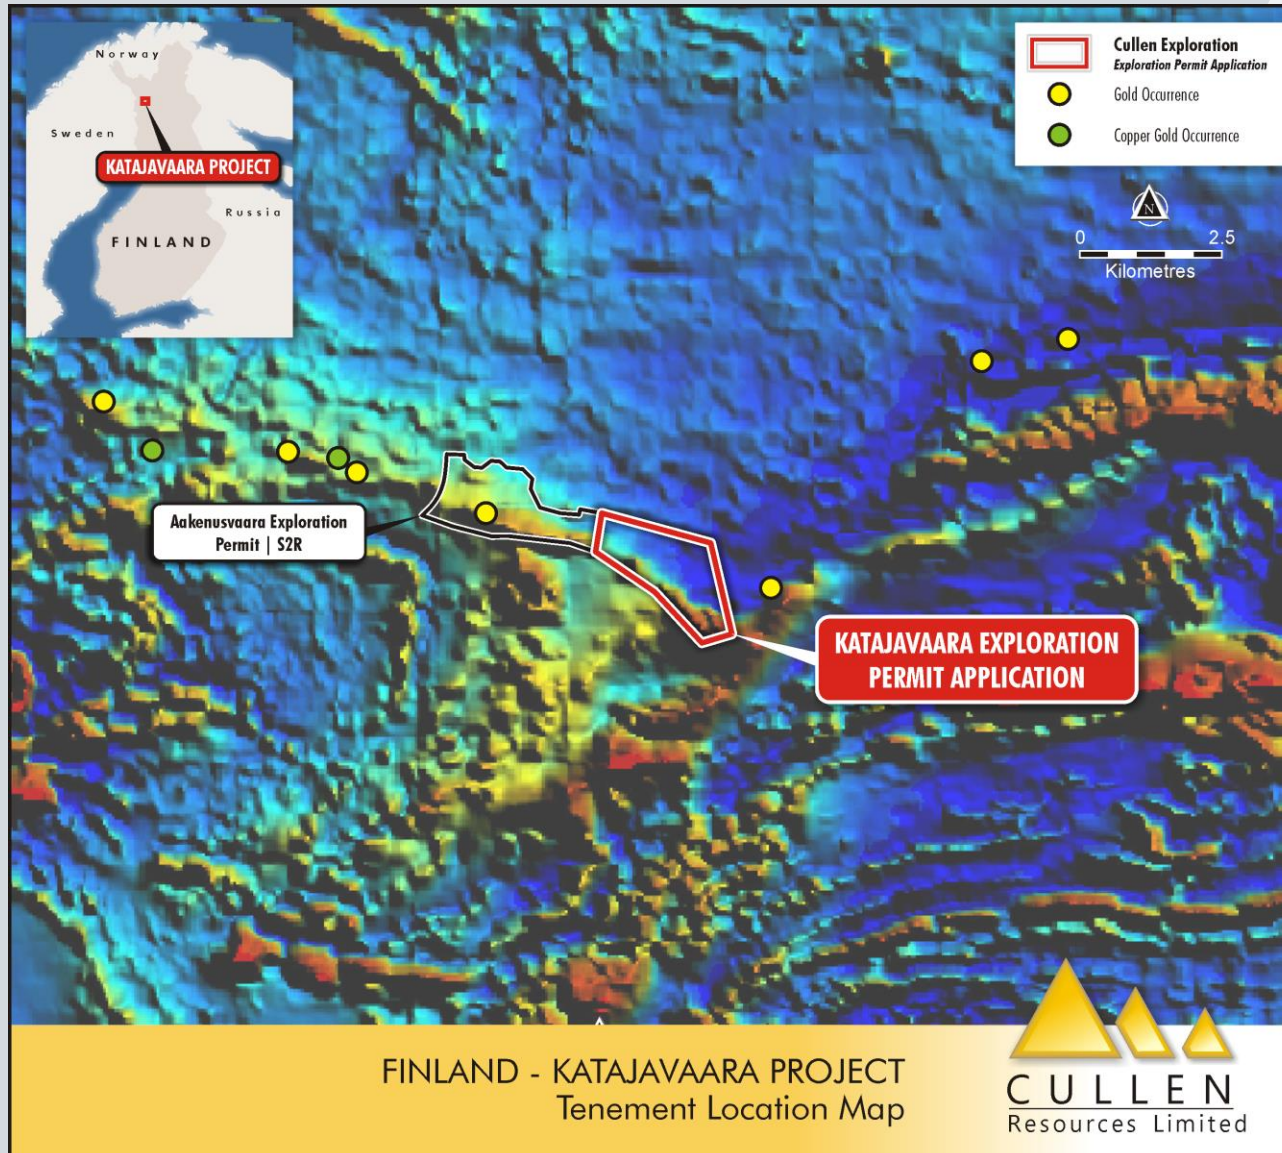 Norway
Sweden
KATAJAVAARA PROJECT
Russia
FINLAND
Cullen Exploration
Exploration Permit Application
Gold Occurrence
Copper Gold Occurrence
N
0 2.5
Kilometres
Aakenusvaara Exploration
Permit | S2R
KATAJAVAARA EXPLORATION
PERMIT APPLICATION
FINLAND - KATAJAVAARA PROJECT
Tenement Location Map
CULLEN
Resources Limited